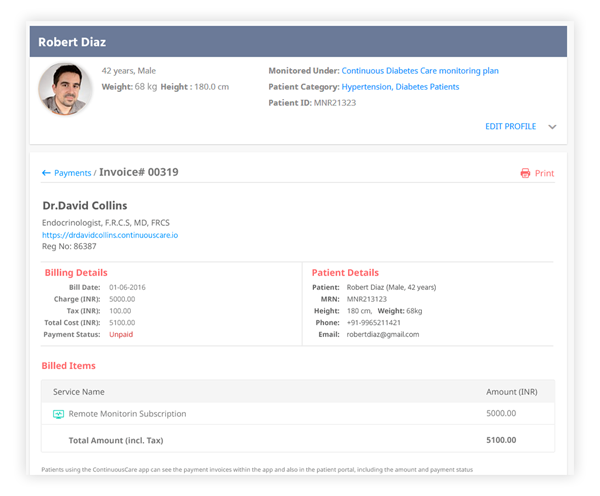 Robert Diaz
42 years, Male
Weight: 68 kg Height : 180.0 cm
Monitored Under: Continuous Diabetes Care monitoring plan
Patient Category: Hypertension, Diabetes Patients
Patient ID: MNR21323
EDIT PROFILE
Payments / Invoice# 00319
Print
Dr.David Collins
Endocrinologist, F.R.C.S, MD, FRCS
https://drdavidcollins.continuouscare.io
Reg No: 86387
Billing Details
Bill Date: 01-06-2016
Charge (INR): 5000.00
Tax (INR): 100.00
Total Cost (INR): 5100.00
Payment Status: Unpaid
Patient Details
Patient: Robert Diaz (Male, 42 years)
MRN: MNR213123
Height: 180 cm, Weight: 68kg
Phone: +91-9965211421
Email: robertdiaz@gmail.com
Billed Items
Service Name Amount (INR)
Remote Monitorin Subscription 5000.00
Total Amount (incl. Tax) 5100.00
Patients using the ContinuousCare app can see the payment invoices within the app and also in the patient portal, including the amount and payment status